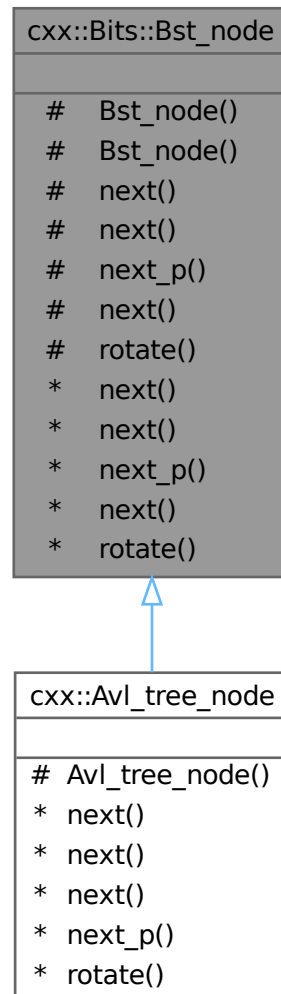 cxx::Bits::Bst_node
# Bst_node()
# Bst_node()
# next()
# next()
# next_p()
# next()
# rotate()
* next()
* next()
* next_p()
* next()
* rotate()
cxx::Avl_tree_node
# Avl_tree_node()
* next()
* next()
* next()
* next_p()
* rotate()